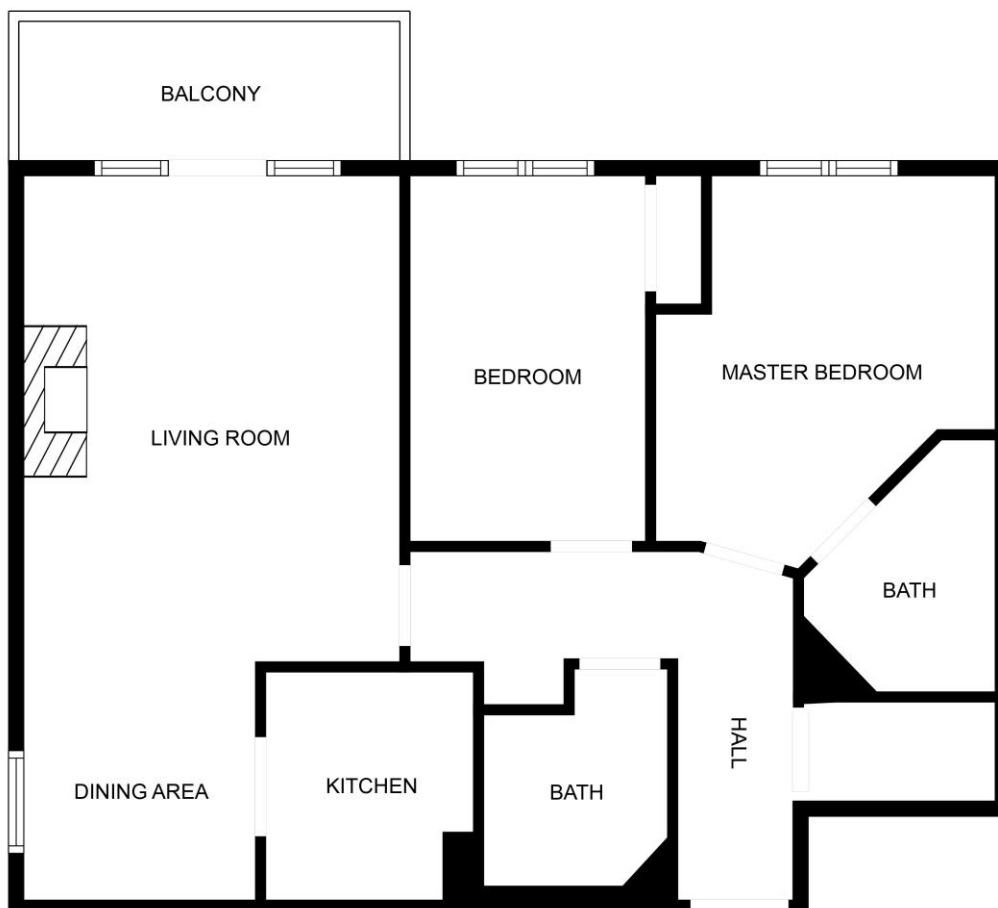 BALCONY
BEDROOM
MASTER BEDROOM
LIVING ROOM
BATH
HALL
DINING AREA
KITCHEN
BATH